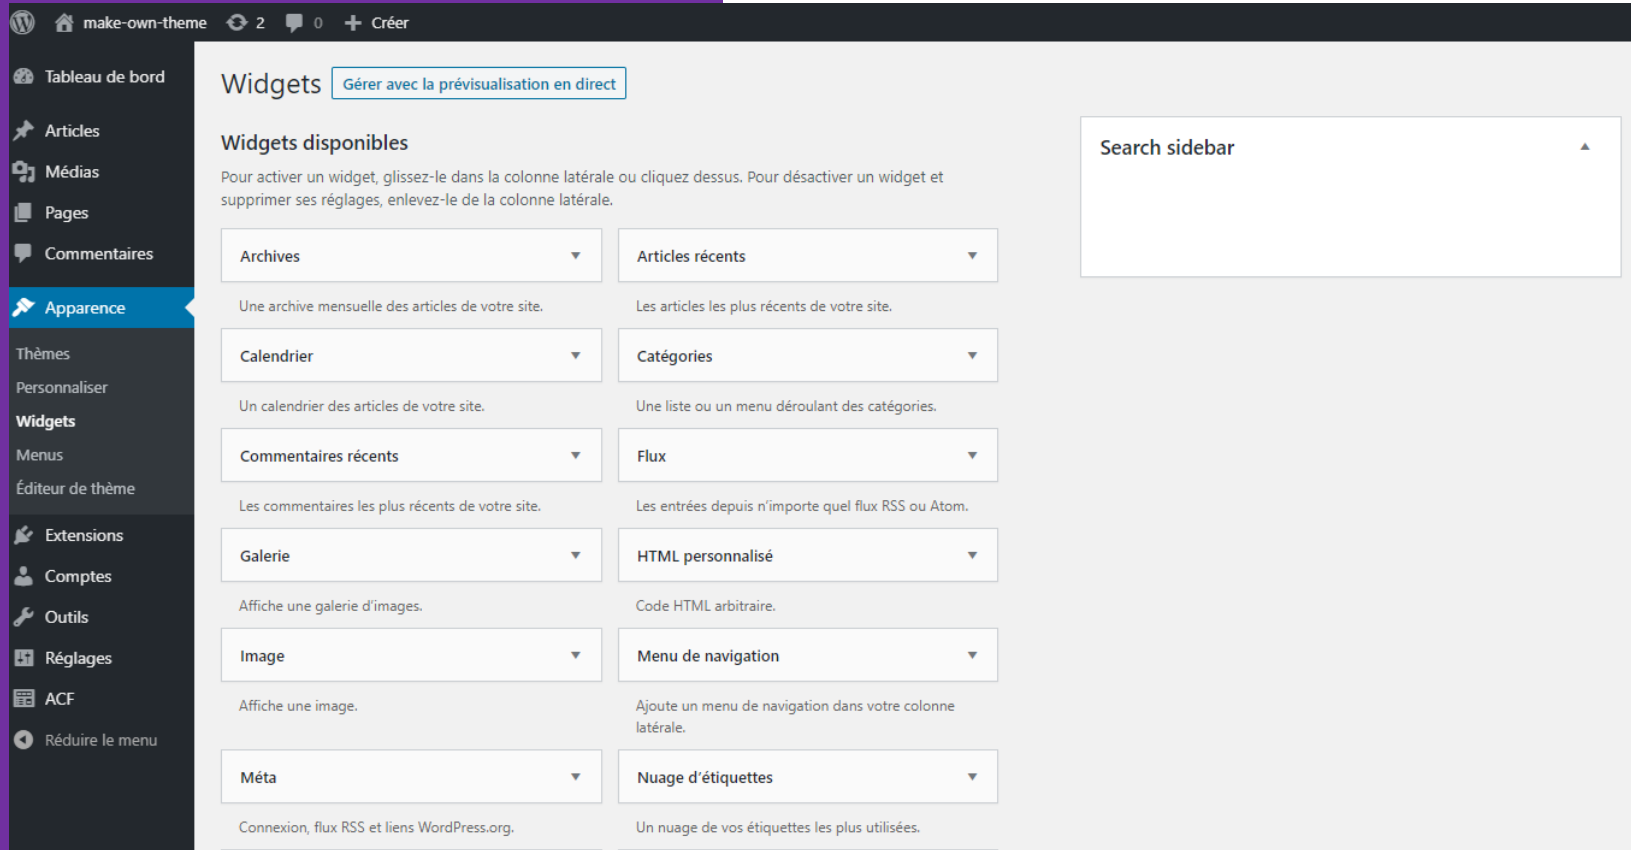 make-own-theme 2 0 Créer
Tableau de bord
Articles
Médias
Pages
Commentaires
Apparence
Thèmes
Personnaliser
Widgets
Menus
Éditeur de thème
Extensions
Comptes
Outils
Réglages
ACF
Réduire le menu
Widgets Gérer avec la prévisualisation en direct
Widgets disponibles
Pour activer un widget, glissez-le dans la colonne latérale ou cliquez dessus. Pour désactiver un widget et
supprimer ses réglages, enlevez-le de la colonne latérale.
Archives
Une archive mensuelle des articles de votre site.
Articles récents
Les articles les plus récents de votre site.
Calendrier
Un calendrier des articles de votre site.
Catégories
Une liste ou un menu déroulant des catégories.
Commentaires récents
Les commentaires les plus récents de votre site.
Flux
Les entrées depuis n’importe quel flux RSS ou Atom.
Galerie
Affiche une galerie d’images.
HTML personnalisé
Code HTML arbitraire.
Image
Affiche une image.
Menu de navigation
Ajoute un menu de navigation dans votre colonne
latérale.
Méta
Connexion, flux RSS et liens WordPress.org.
Nuage d’étiquettes
Un nuage de vos étiquettes les plus utilisées.
Search sidebar